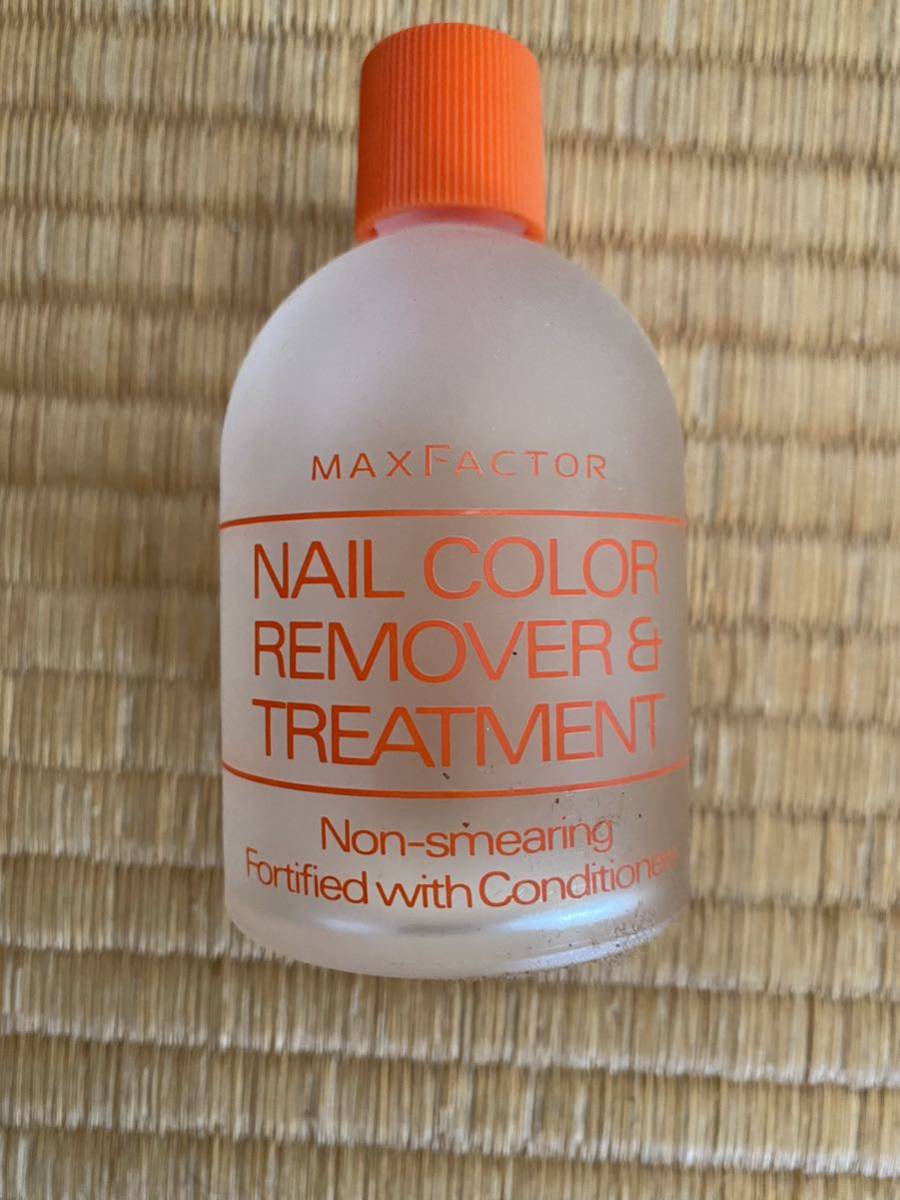 MAXFACTOR
NAIL COLOR
REMOVER &
TREATMENT
Non-smearing
Fortified with Conditioners